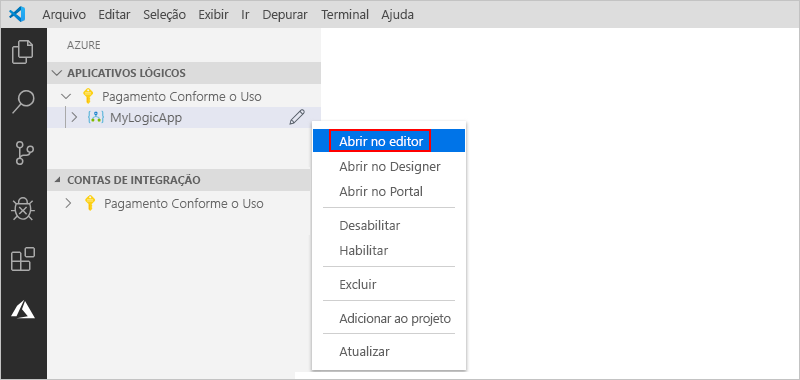 Arquivo Editar Seleção Exibir Ir Depurar Terminal Ajuda
AZURE
APLICATIVOS LÓGICOS
Pagamento Conforme o Uso
MyLogicApp
Abrir no editor
Abrir no Designer
Abrir no Portal
Desabilitar
Habilitar
Excluir
Adicionar ao projeto
Atualizar
CONTAS DE INTEGRAÇÃO
Pagamento Conforme o Uso